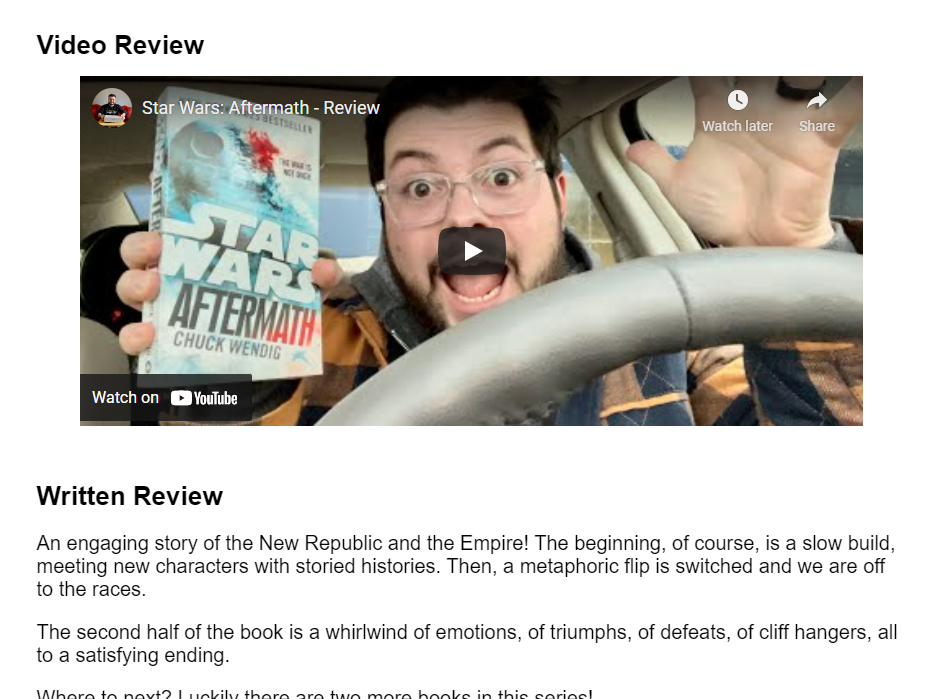 Video Review
Star Wars: Aftermath - Review
Watch later
Share
BESTSELLER
THE WAR IS
NOT OVER
STAR
WARS
AFTERMATH
CHUCK WENDIG
Watch on YouTube
Written Review
An engaging story of the New Republic and the Empire! The beginning, of course, is a slow build,
meeting new characters with storied histories. Then, a metaphoric flip is switched and we are off
to the races.
The second half of the book is a whirlwind of emotions, of triumphs, of defeats, of cliff hangers, all
to a satisfying ending.
Where to next? Luckily there are two more books in this series!